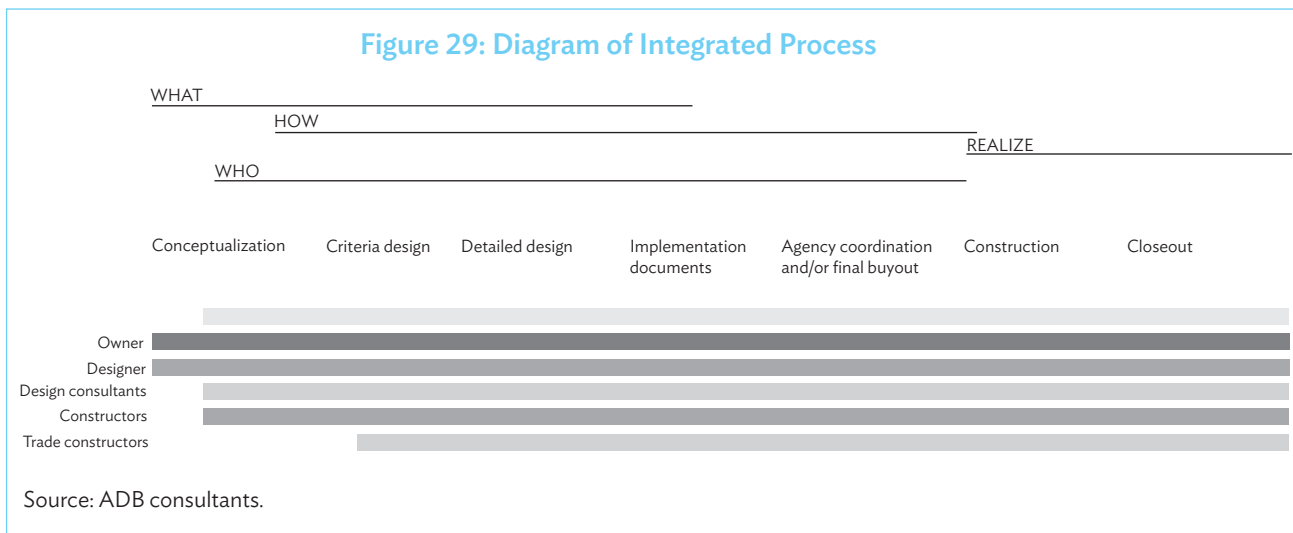 Figure 29: Diagram of Integrated Process
WHAT
HOW
REALIZE
WHO
Conceptualization
Criteria design
Detailed design
Implementation
documents
Agency coordination
and/or final buyout
Construction
Closeout
Owner
Designer
Design consultants
Constructors
Trade constructors
Source: ADB consultants.